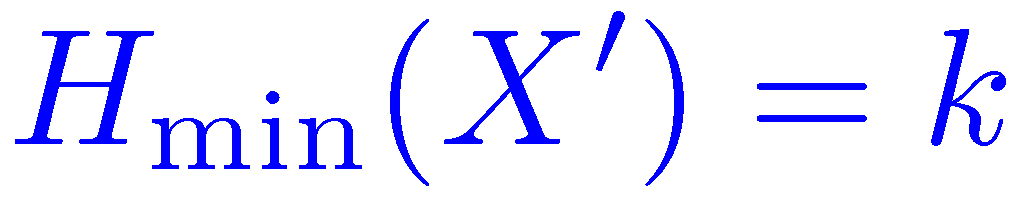 H_min(X′) = k